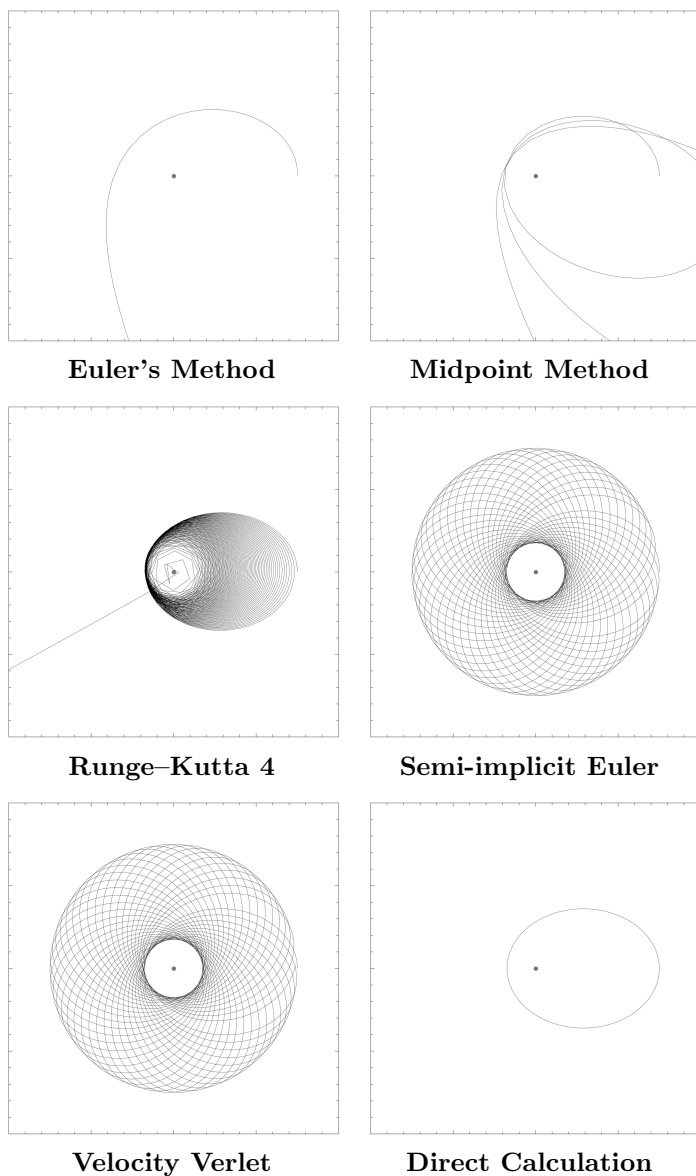 Euler's Method
Midpoint Method
Runge–Kutta 4
Semi-implicit Euler
Velocity Verlet
Direct Calculation